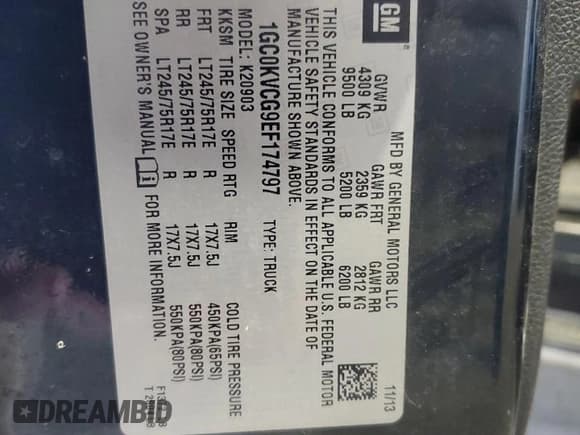 GM
MFD BY GENERAL MOTORS LLC 11/13
GVWR GAWR FRT GAWR RR
4309 KG 2359 KG 2812 KG
9500 LB 5200 LB 6200 LB
THIS VEHICLE CONFORMS TO ALL APPLICABLE U.S. FEDERAL MOTOR
VEHICLE SAFETY STANDARDS IN EFFECT ON THE DATE OF
MANUFACTURE SHOWN ABOVE.
1GC0KVCG9EF174797 TYPE: TRUCK
MODEL: K20903
KKSM TIRE SIZE SPEED RTG RIM COLD TIRE PRESSURE
FRT LT245/75R17E R 17X7.5J 450KPA(65PSI)
RR LT245/75R17E R 17X7.5J 550KPA(80PSI)
SPA LT245/75R17E R 17X7.5J 550KPA(80PSI)
SEE OWNER'S MANUAL i FOR MORE INFORMATION.
DREAMBID